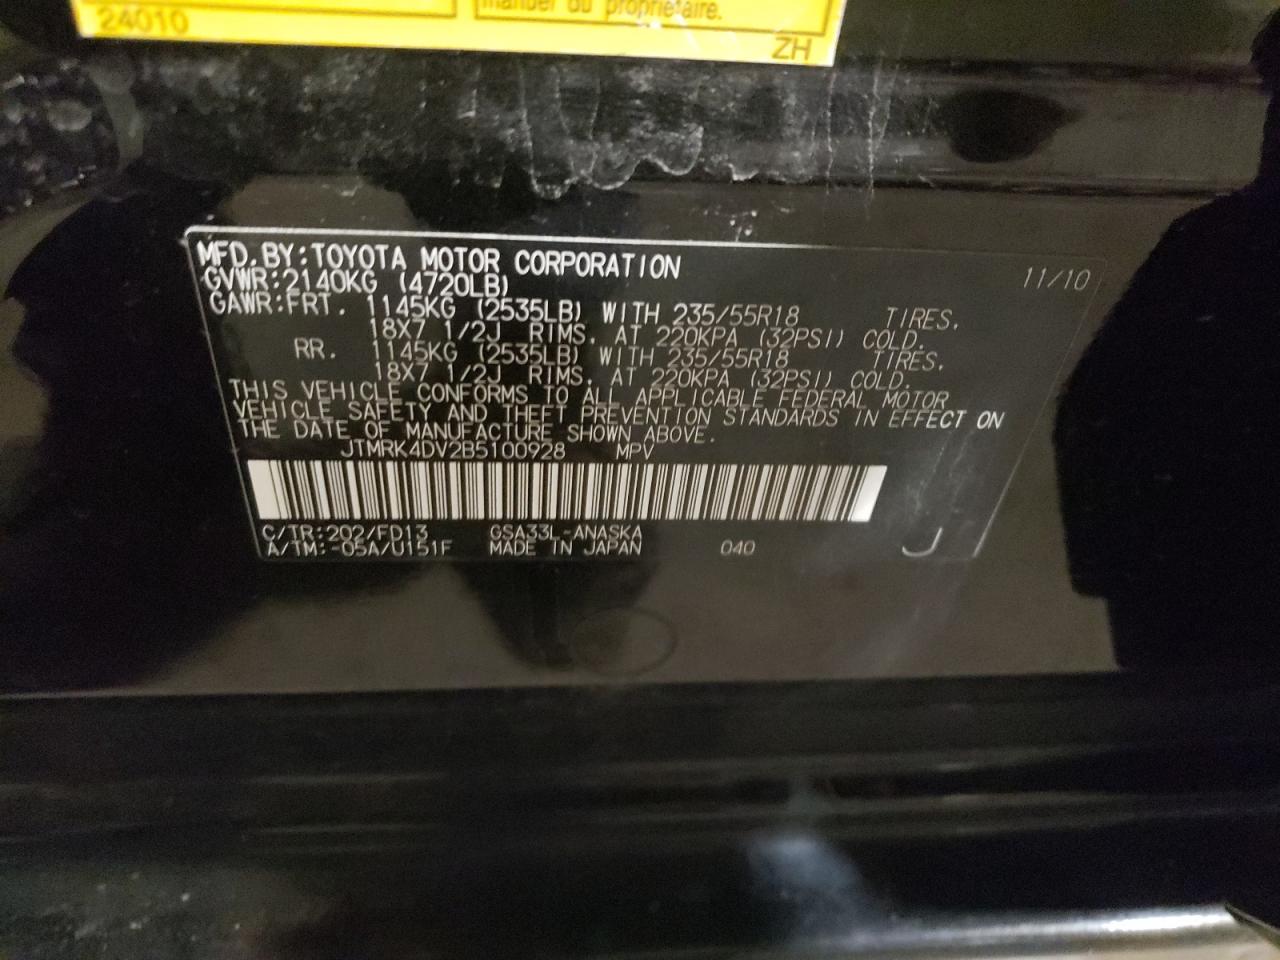 manuel du propriétaire.
24010
ZH
MFD. BY: TOYOTA MOTOR CORPORATION 11/10
GVWR: 2140KG (4720LB)
GAWR: FRT. 1145KG (2535LB) WITH 235/55R18 TIRES.
18X7 1/2J RIMS. AT 220KPA (32PSI) COLD.
RR. 1145KG (2535LB) WITH 235/55R18 TIRES.
18X7 1/2J RIMS. AT 220KPA (32PSI) COLD.
THIS VEHICLE CONFORMS TO ALL APPLICABLE FEDERAL MOTOR
VEHICLE SAFETY AND THEFT PREVENTION STANDARDS IN EFFECT ON
THE DATE OF MANUFACTURE SHOWN ABOVE.
JTMRK4DV2B5100928 MPV
C/TR: 202/FD13 GSA33L-ANASKA
A/TM: -05A/U151F MADE IN JAPAN 040 J